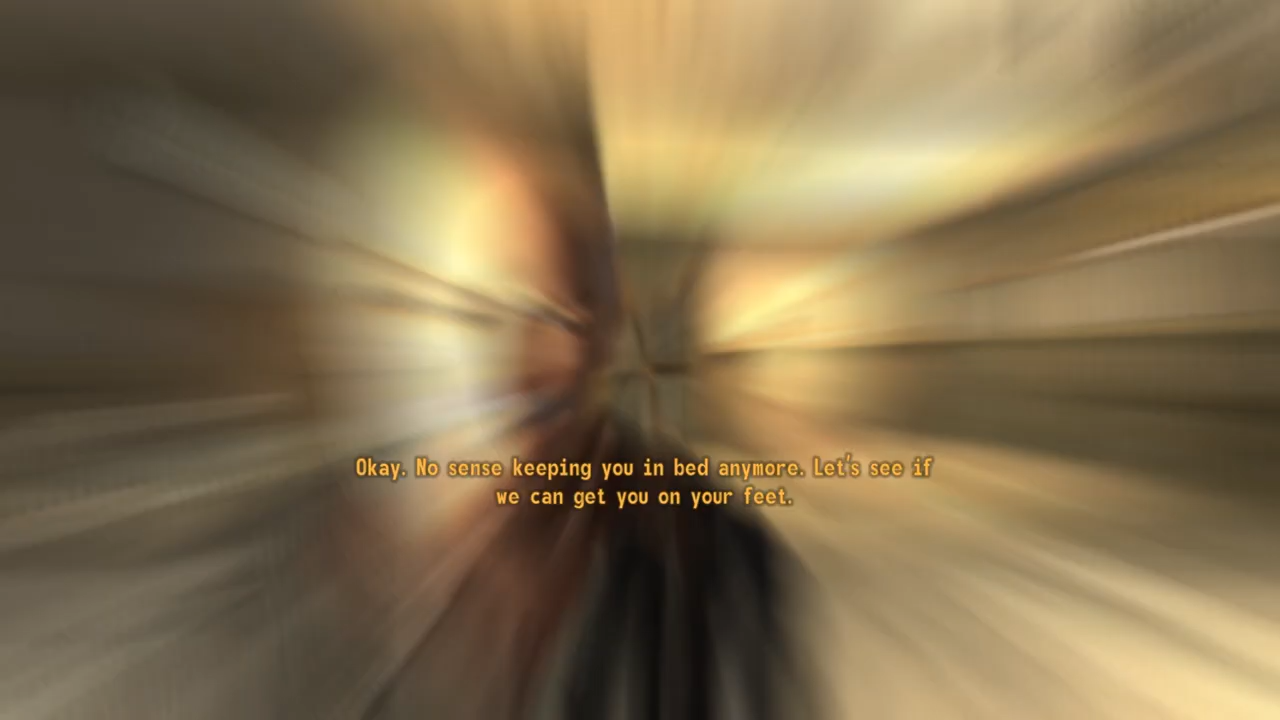 Okay. No sense keeping you in bed anymore. Let's see if
we can get you on your feet.